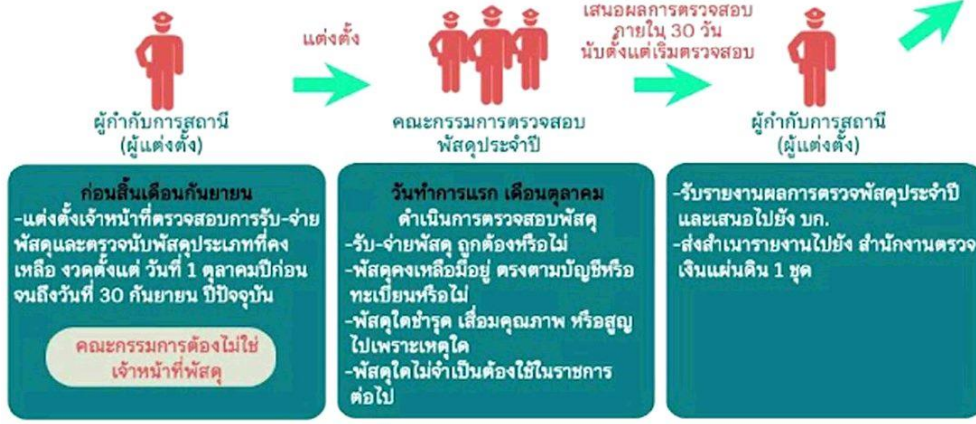 แต่งตั้ง
เสนอผลการตรวจสอบ
ภายใน 30 วัน
นับตั้งแต่เริ่มตรวจสอบ
ผู้กำกับการสถานี
(ผู้แต่งตั้ง)
คณะกรรมการตรวจสอบ
พัสดุประจำปี
ผู้กำกับการสถานี
(ผู้แต่งตั้ง)
ก่อนสิ้นเดือนกันยายน
-แต่งตั้งเจ้าหน้าที่ตรวจสอบการรับ-จ่าย
พัสดุและตรวจนับพัสดุประเภทที่คง
เหลือ งวดตั้งแต่ วันที่ 1 ตุลาคมปีก่อน
จนถึงวันที่ 30 กันยายน ปีปัจจุบัน
คณะกรรมการต้องไม่ใช่
เจ้าหน้าที่พัสดุ
วันทำการแรก เดือนตุลาคม
ดำเนินการตรวจสอบพัสดุ
-รับ-จ่ายพัสดุ ถูกต้องหรือไม่
-พัสดุคงเหลือมีอยู่ ตรงตามบัญชีหรือ
ทะเบียนหรือไม่
-พัสดุใดชำรุด เสื่อมคุณภาพ หรือสูญ
ไปเพราะเหตุใด
-พัสดุใดไม่จำเป็นต้องใช้ในราชการ
ต่อไป
-รับรายงานผลการตรวจพัสดุประจำปี
และเสนอไปยัง บก.
-ส่งสำเนารายงานไปยัง สำนักงานตรวจ
เงินแผ่นดิน 1 ชุด